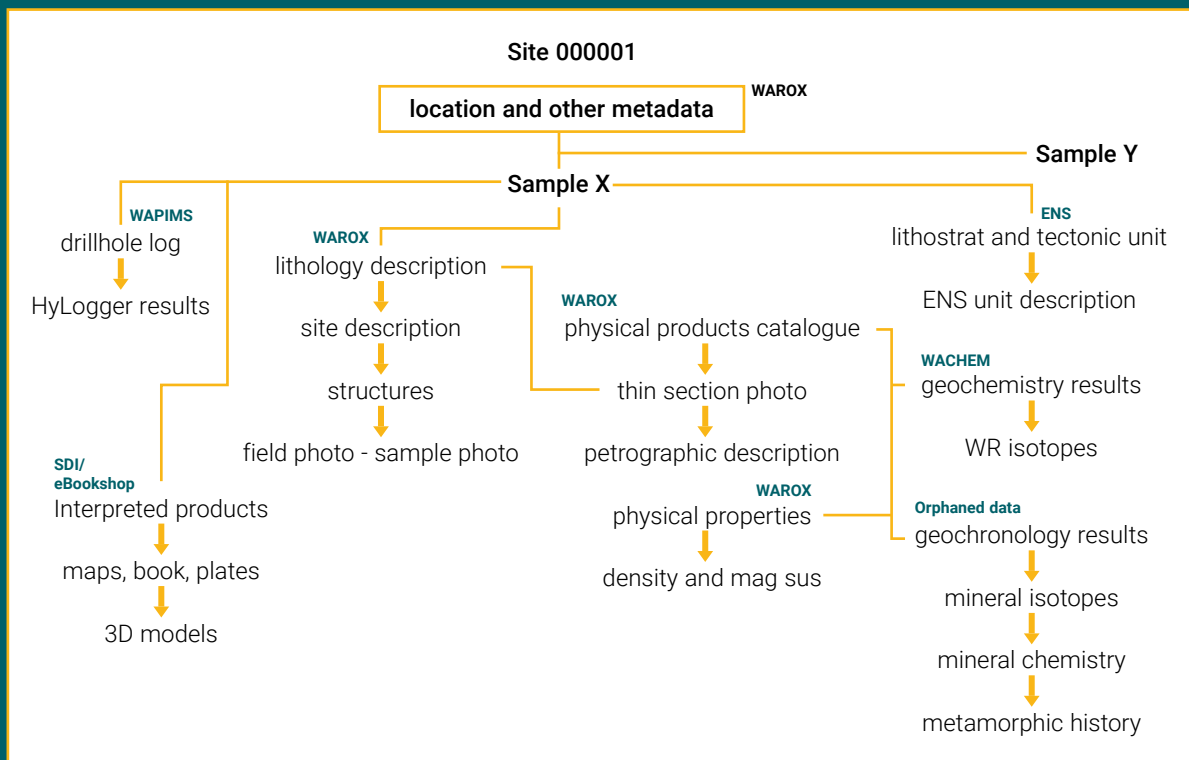 Site 000001
location and other metadata
WAROX
Sample Y
Sample X
WAPIMS
drillhole log
HyLogger results
WAROX
lithology description
site description
structures
field photo - sample photo
SDI/
eBookshop
Interpreted products
maps, book, plates
3D models
WAROX
physical products catalogue
thin section photo
petrographic description
WAROX
physical properties
density and mag sus
ENS
lithostrat and tectonic unit
ENS unit description
WACHEM
geochemistry results
WR isotopes
Orphaned data
geochronology results
mineral isotopes
mineral chemistry
metamorphic history